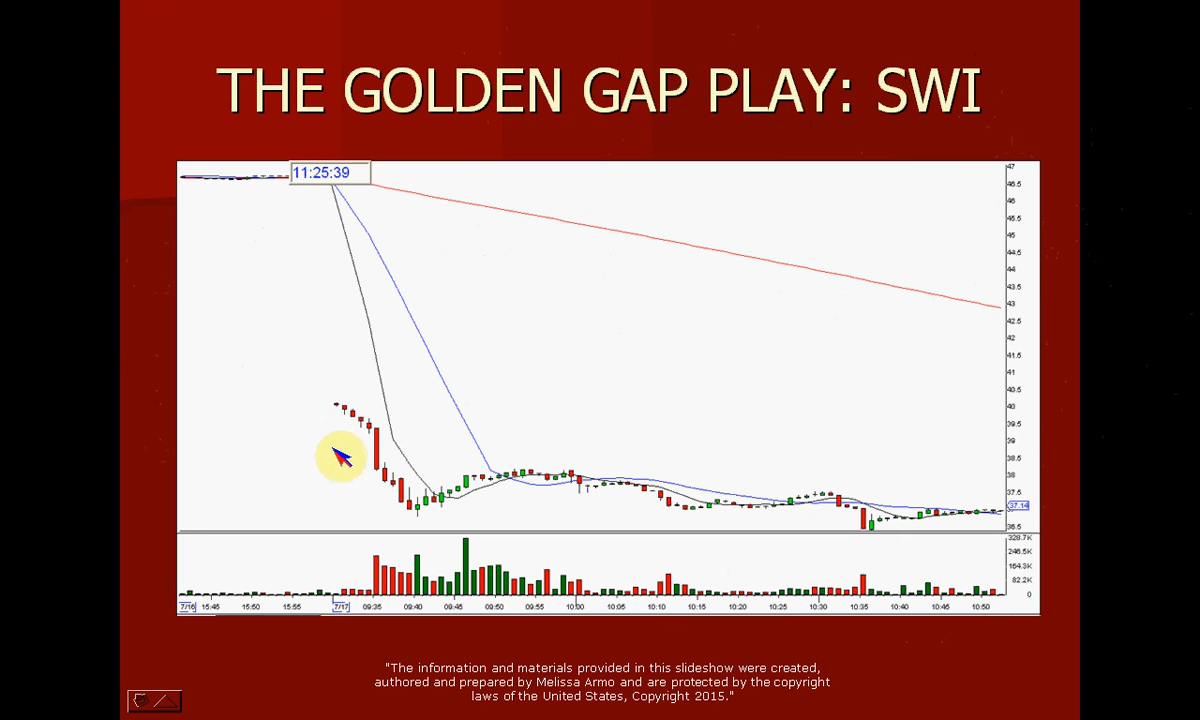 THE GOLDEN GAP PLAY: SWI
11:25:39
47
46.5
46
45.5
45
44.5
44
43.5
43
42.5
42
41.5
41
40.5
40
39.5
39
38.5
38
37.5
37.14
36.5
328.7K
246.5K
164.3K
82.2K
0
7/16 15:45 15:50 15:55 7/17 09:35 09:40 09:45 09:50 09:55 10:00 10:05 10:10 10:15 10:20 10:25 10:30 10:35 10:40 10:45 10:50
"The information and materials provided in this slideshow were created,
authored and prepared by Melissa Armo and are protected by the copyright
laws of the United States, Copyright 2015."